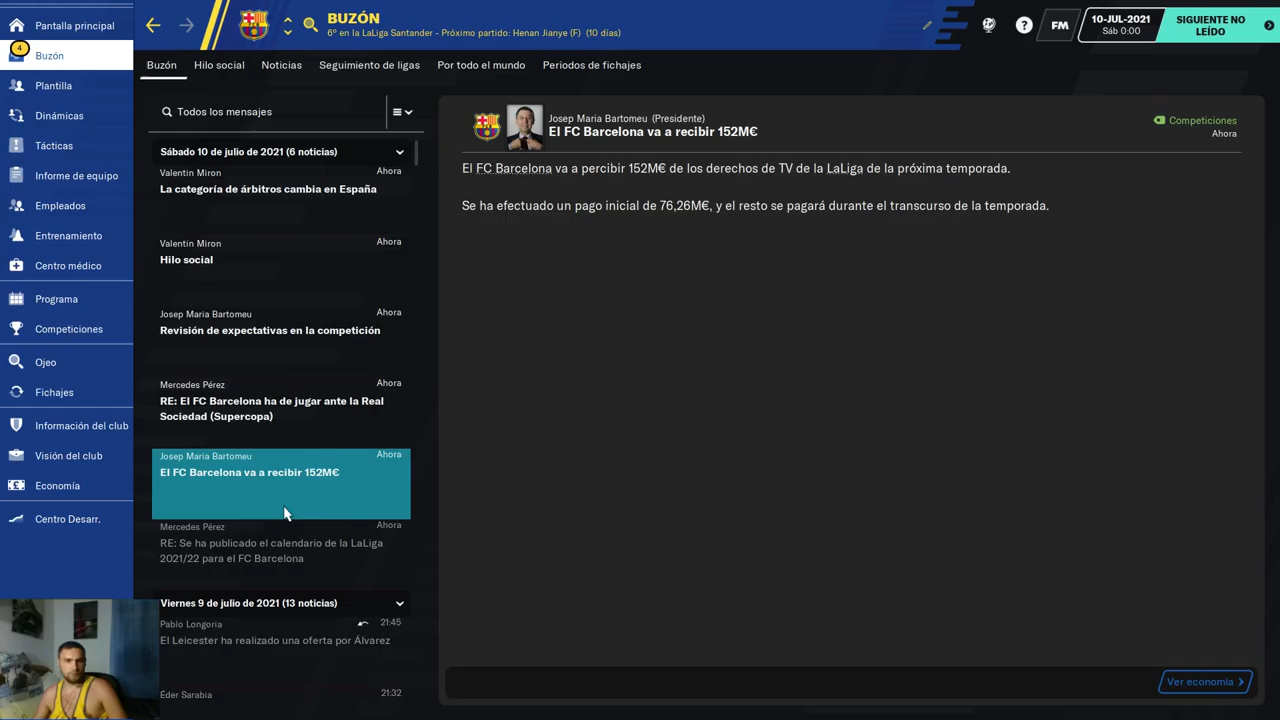 Pantalla principal
4
Buzón
Plantilla
Dinámicas
Tácticas
Informe de equipo
Empleados
Entrenamiento
Centro médico
Programa
Competiciones
Ojeo
Fichajes
Información del club
Visión del club
Economía
Centro Desarr.
BUZÓN
6º en la LaLiga Santander - Próximo partido: Henan Jianye (F) (10 días)
?
FM
10-JUL-2021
Sáb 0:00
SIGUIENTE NO LEÍDO
Buzón
Hilo social
Noticias
Seguimiento de ligas
Por todo el mundo
Periodos de fichajes
Todos los mensajes
Sábado 10 de julio de 2021 (6 noticias)
Valentin Miron
Ahora
La categoría de árbitros cambia en España
Valentin Miron
Ahora
Hilo social
Josep Maria Bartomeu
Ahora
Revisión de expectativas en la competición
Mercedes Pérez
Ahora
RE: El FC Barcelona ha de jugar ante la Real
Sociedad (Supercopa)
Josep Maria Bartomeu
Ahora
El FC Barcelona va a recibir 152M€
Mercedes Pérez
Ahora
RE: Se ha publicado el calendario de la LaLiga
2021/22 para el FC Barcelona
Viernes 9 de julio de 2021 (13 noticias)
Pablo Longoria
21:45
El Leicester ha realizado una oferta por Álvarez
Éder Sarabia
21:32
Josep Maria Bartomeu (Presidente)
El FC Barcelona va a recibir 152M€
Competiciones
Ahora
El FC Barcelona va a percibir 152M€ de los derechos de TV de la LaLiga de la próxima temporada.
Se ha efectuado un pago inicial de 76,26M€, y el resto se pagará durante el transcurso de la temporada.
Ver economía